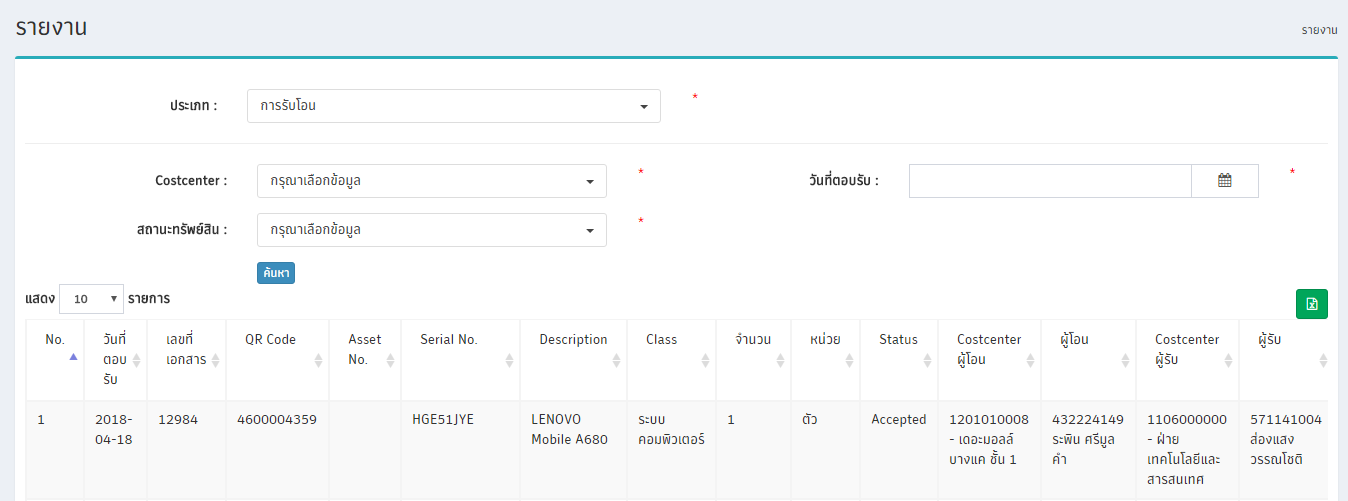 รายงาน
รายงาน
ประเภท :
การรับโอน
*
Costcenter :
กรุณาเลือกข้อมูล
*
วันที่ตอบรับ :
*
สถานะทรัพย์สิน :
กรุณาเลือกข้อมูล
*
ค้นหา
แสดง 10 รายการ
No.
วันที่
ตอบ
รับ
เลขที่
เอกสาร
QR Code
Asset
No.
Serial No.
Description
Class
จำนวน
หน่วย
Status
Costcenter
ผู้โอน
ผู้โอน
Costcenter
ผู้รับ
ผู้รับ
1
2018-
04-18
12984
4600004359
HGE51JYE
LENOVO
Mobile A680
ระบบ
คอมพิวเตอร์
1
ตัว
Accepted
1201010008
- เดอะมอลล์
บางแค ชั้น 1
432224149
ระพิน ศรีมูล
คำ
1106000000
- ฝ่าย
เทคโนโลยีและ
สารสนเทศ
571141004
ส่องแสง
วรรณโชติ